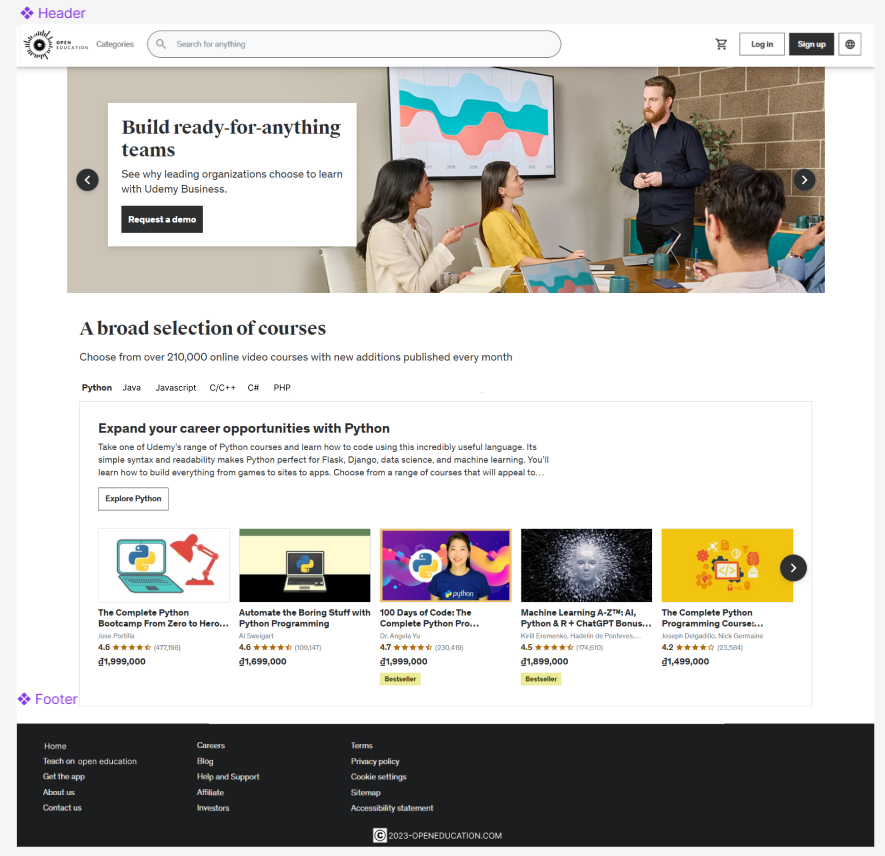 Header
OPEN
EDUCATION
Categories
Search for anything
Log in
Sign up
Build ready-for-anything
teams
See why leading organizations choose to learn
with Udemy Business.
Request a demo
A broad selection of courses
Choose from over 210,000 online video courses with new additions published every month
Python Java Javascript C/C++ C# PHP
Expand your career opportunities with Python
Take one of Udemy's range of Python courses and learn how to code using this incredibly useful language. Its
simple syntax and readability makes Python perfect for Flask, Django, data science, and machine learning. You'll
learn how to build everything from games to sites to apps. Choose from a range of courses that will appeal to...
Explore Python
python
The Complete Python
Bootcamp From Zero to Hero...
Jose Portilla
4.6 (477,198)
₫1,999,000
Automate the Boring Stuff with
Python Programming
Al Sweigart
4.6 (109,147)
₫1,699,000
100 Days of Code: The
Complete Python Pro...
Dr. Angela Yu
4.7 (230,419)
₫1,999,000
Bestseller
Machine Learning A-Z™: AI,
Python & R + ChatGPT Bonus...
Kirill Eremenko, Hadelin de Ponteves,...
4.5 (174,610)
₫1,899,000
Bestseller
The Complete Python
Programming Course:...
Joseph Delgadillo, Nick Germaine
4.2 (23,584)
₫1,499,000
Footer
Home
Teach on open education
Get the app
About us
Contact us
Careers
Blog
Help and Support
Affiliate
Investors
Terms
Privacy policy
Cookie settings
Sitemap
Accessibility statement
© 2023-OPENEDUCATION.COM